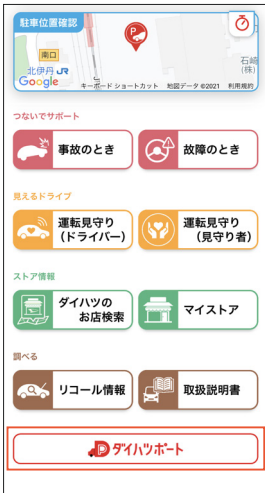 駐車位置確認
南口
北伊丹 JR
石崎
(株)
Google
キーボード ショートカット 地図データ ©2021 利用規約
つないでサポート
事故のとき
故障のとき
見えるドライブ
運転見守り
(ドライバー)
運転見守り
(見守り者)
ストア情報
ダイハツの
お店検索
マイストア
調べる
リコール情報
取扱説明書
ダイハツポート